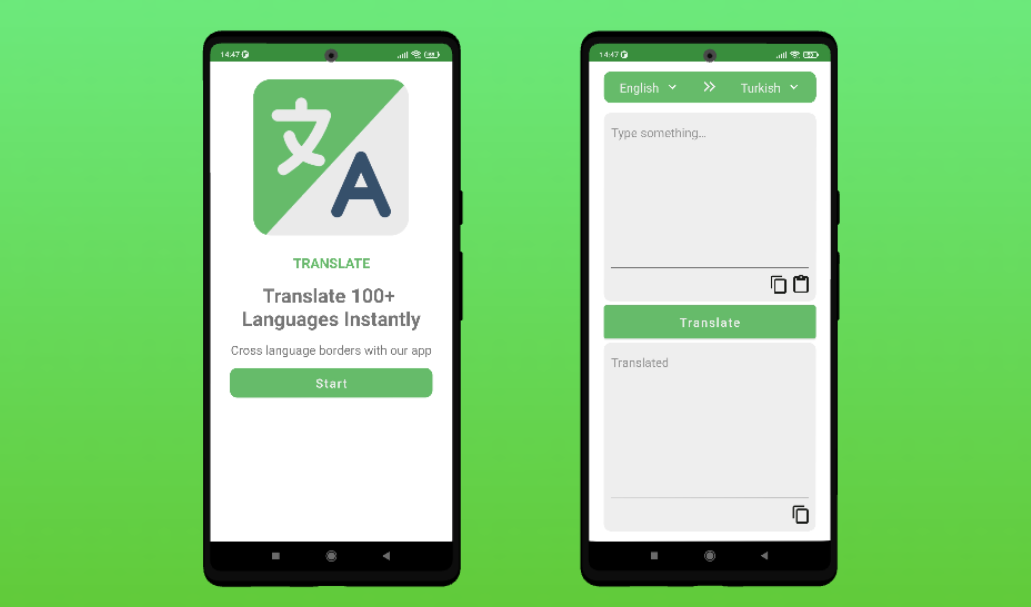 14:47
文
A
TRANSLATE
Translate 100+
Languages Instantly
Cross language borders with our app
Start
14:47
English
Turkish
Type something...
Translate
Translated